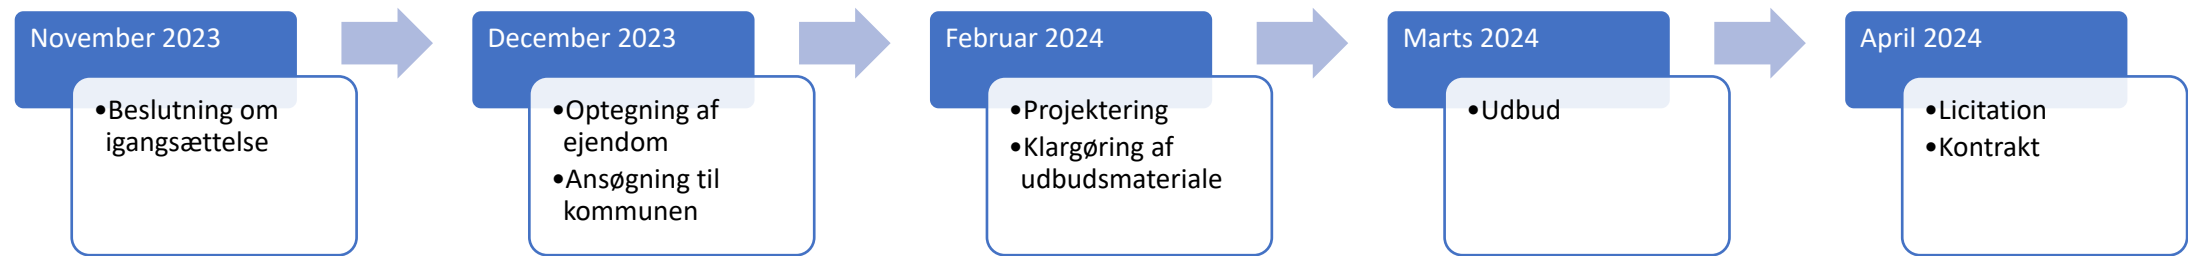 November 2023
•Beslutning om
igangsættelse
December 2023
•Optegning af
ejendom
•Ansøgning til
kommunen
Februar 2024
•Projektering
•Klargøring af
udbudsmateriale
Marts 2024
•Udbud
April 2024
•Licitation
•Kontrakt